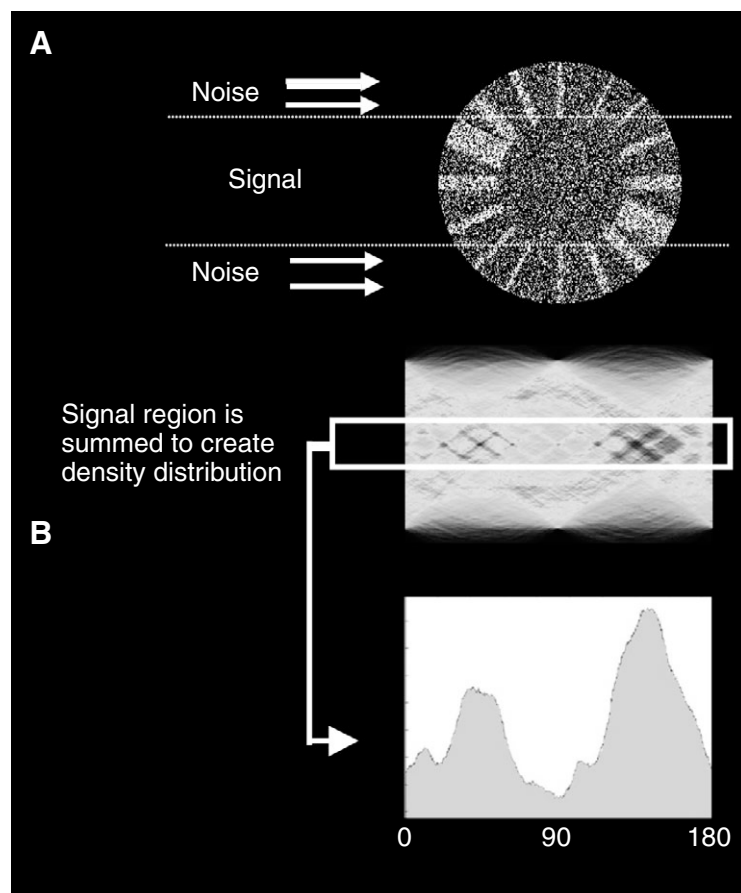 A
Noise
Signal
Noise
Signal region is
summed to create
density distribution
B
0 90 180